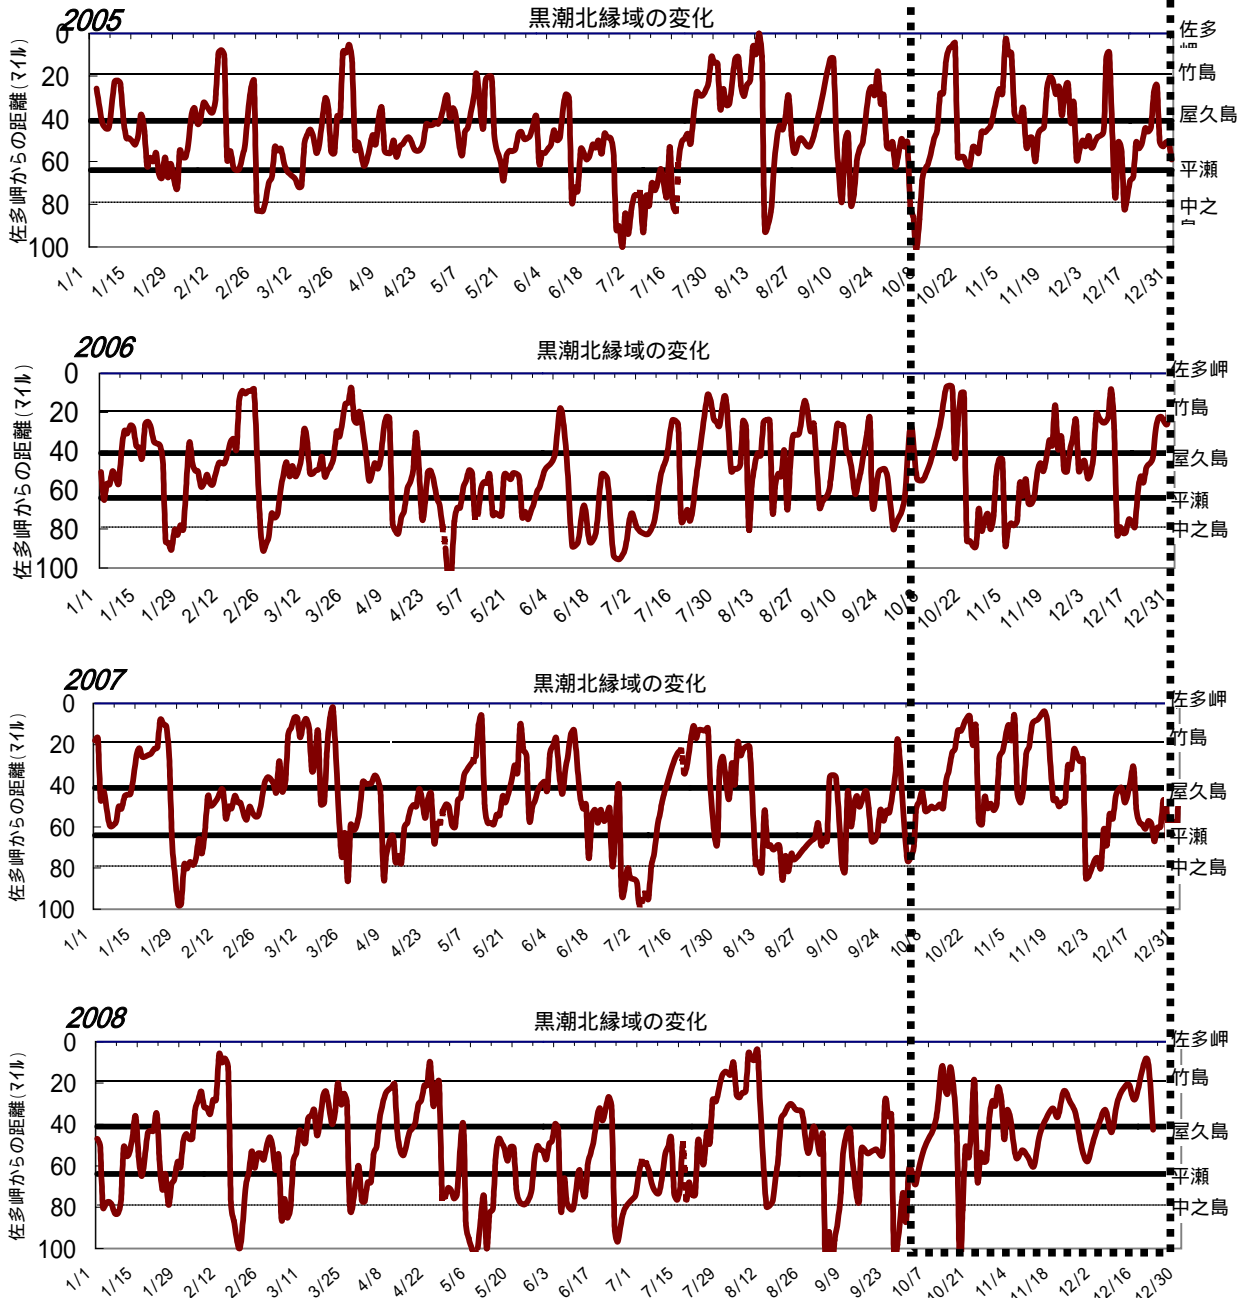 2005
黒潮北縁域の変化
佐多岬からの距離(マイル)
0
20
40
60
80
100
1/1 1/15 1/29 2/12 2/26 3/12 3/26 4/9 4/23 5/7 5/21 6/4 6/18 7/2 7/16 7/30 8/13 8/27 9/10 9/24 10/8 10/22 11/5 11/19 12/3 12/17 12/31
佐多
竹島
屋久島
平瀬
中之
2006
黒潮北縁域の変化
佐多岬からの距離(マイル)
0
20
40
60
80
100
1/1 1/15 1/29 2/12 2/26 3/12 3/26 4/9 4/23 5/7 5/21 6/4 6/18 7/2 7/16 7/30 8/13 8/27 9/10 9/24 10/8 10/22 11/5 11/19 12/3 12/17 12/31
佐多岬
竹島
屋久島
平瀬
中之島
2007
黒潮北縁域の変化
佐多岬からの距離(マイル)
0
20
40
60
80
100
1/1 1/15 1/29 2/12 2/26 3/12 3/26 4/9 4/23 5/7 5/21 6/4 6/18 7/2 7/16 7/30 8/13 8/27 9/10 9/24 10/8 10/22 11/5 11/19 12/3 12/17 12/31
佐多岬
竹島
屋久島
平瀬
中之島
2008
黒潮北縁域の変化
佐多岬からの距離(マイル)
0
20
40
60
80
100
1/1 1/15 1/29 2/12 2/26 3/11 3/25 4/8 4/22 5/6 5/20 6/3 6/17 7/1 7/15 7/29 8/12 8/26 9/9 9/23 10/7 10/21 11/4 11/18 12/2 12/16 12/30
佐多岬
竹島
屋久島
平瀬
中之島